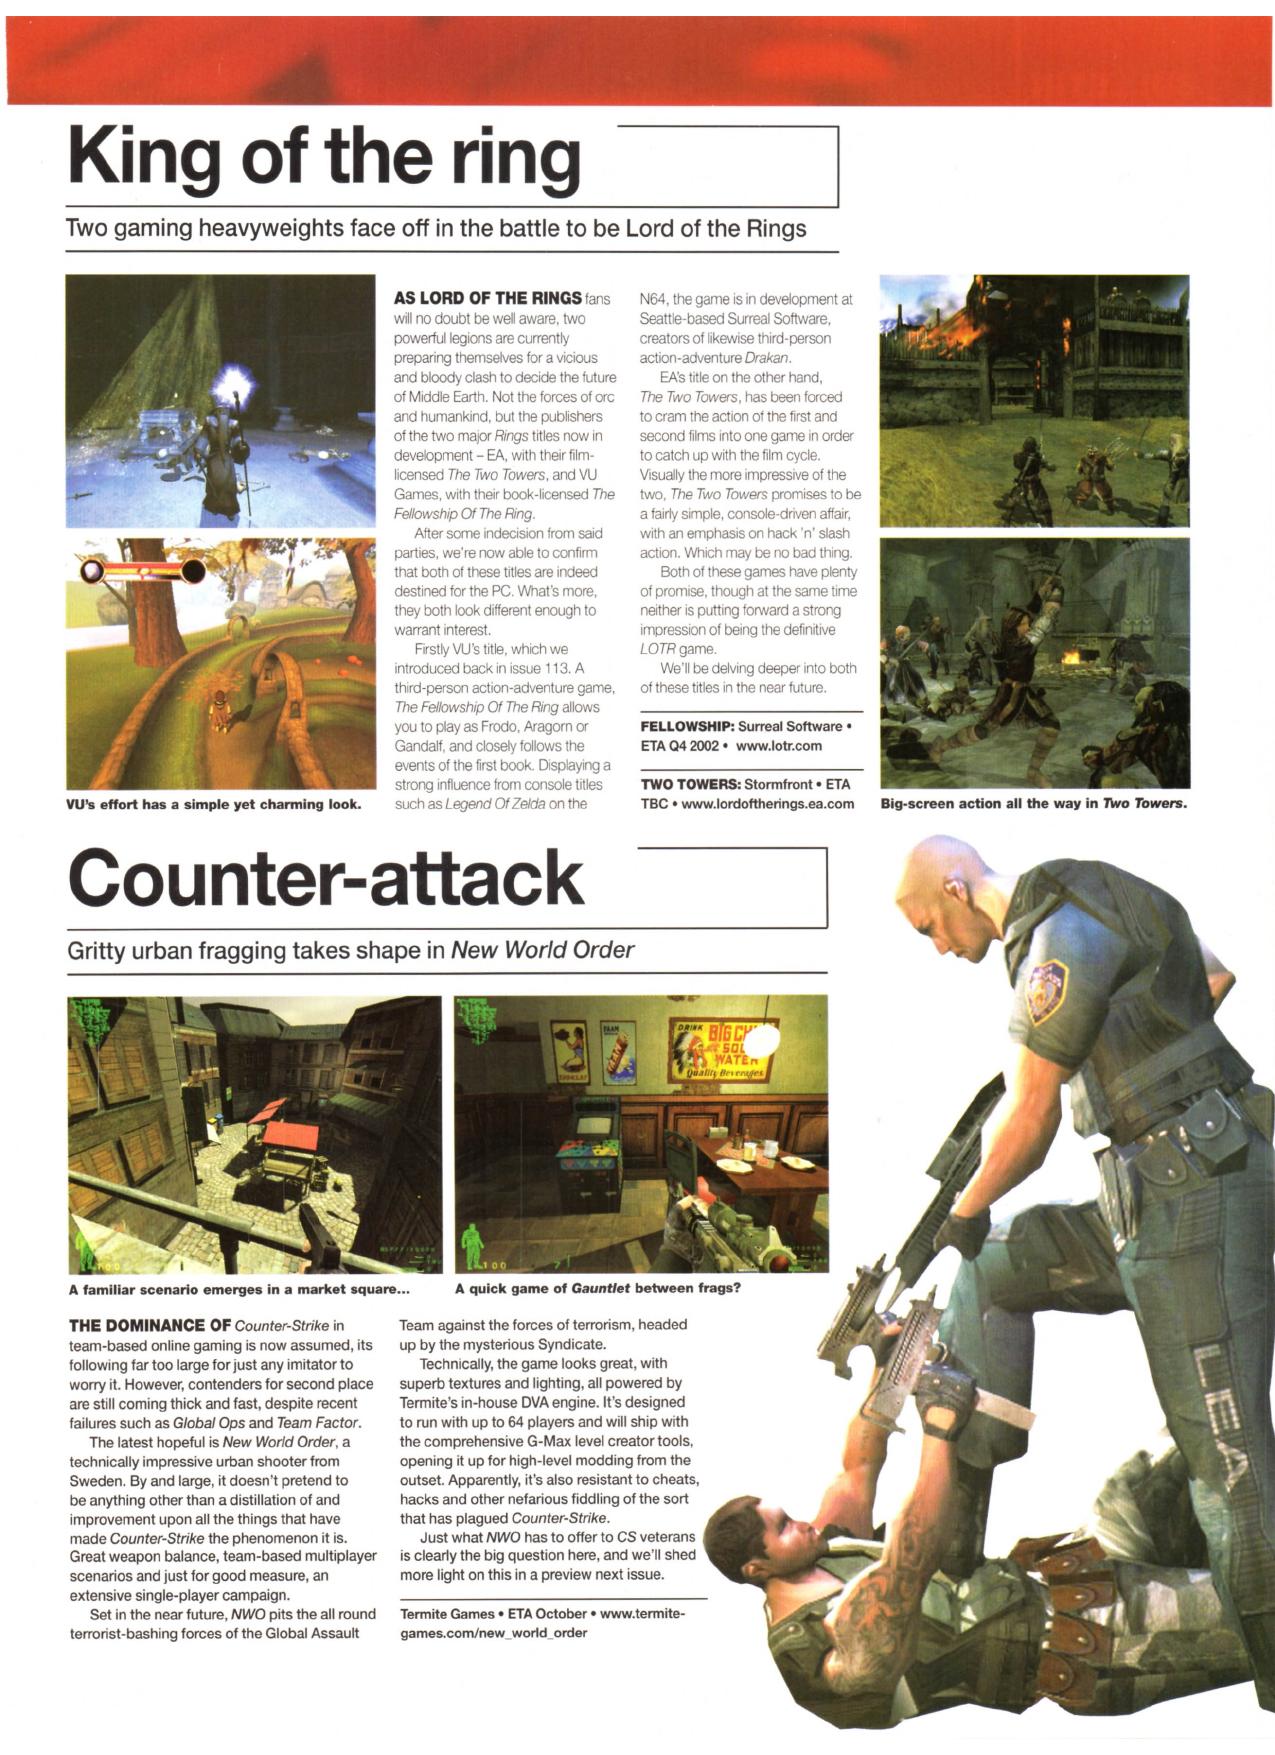 King of the ring
Two gaming heavyweights face off in the battle to be Lord of the Rings
AS LORD OF THE RINGS fans
will no doubt be well aware, two
powerful legions are currently
preparing themselves for a vicious
and bloody clash to decide the future
of Middle Earth. Not the forces of orc
and humankind, but the publishers
of the two major Rings titles now in
development – EA, with their film-
licensed The Two Towers, and VU
Games, with their book-licensed The
Fellowship Of The Ring.
After some indecision from said
parties, we're now able to confirm
that both of these titles are indeed
destined for the PC. What's more,
they both look different enough to
warrant interest.
Firstly VU's title, which we
introduced back in issue 113. A
third-person action-adventure game,
The Fellowship Of The Ring allows
you to play as Frodo, Aragorn or
Gandalf, and closely follows the
events of the first book. Displaying a
strong influence from console titles
such as Legend Of Zelda on the
N64, the game is in development at
Seattle-based Surreal Software,
creators of likewise third-person
action-adventure Drakan.
EA's title on the other hand,
The Two Towers, has been forced
to cram the action of the first and
second films into one game in order
to catch up with the film cycle.
Visually the more impressive of the
two, The Two Towers promises to be
a fairly simple, console-driven affair,
with an emphasis on hack 'n' slash
action. Which may be no bad thing.
Both of these games have plenty
of promise, though at the same time
neither is putting forward a strong
impression of being the definitive
LOTR game.
We'll be delving deeper into both
of these titles in the near future.
FELLOWSHIP: Surreal Software •
ETA Q4 2002 • www.lotr.com
TWO TOWERS: Stormfront • ETA
TBC • www.lordoftherings.ea.com
VU's effort has a simple yet charming look.
Big-screen action all the way in Two Towers.
Counter-attack
Gritty urban fragging takes shape in New World Order
DRINK
BIG CH
SOL
WATER
Quality Beverages
100
100
A familiar scenario emerges in a market square...
A quick game of Gauntlet between frags?
THE DOMINANCE OF Counter-Strike in
team-based online gaming is now assumed, its
following far too large for just any imitator to
worry it. However, contenders for second place
are still coming thick and fast, despite recent
failures such as Global Ops and Team Factor.
The latest hopeful is New World Order, a
technically impressive urban shooter from
Sweden. By and large, it doesn't pretend to
be anything other than a distillation of and
improvement upon all the things that have
made Counter-Strike the phenomenon it is.
Great weapon balance, team-based multiplayer
scenarios and just for good measure, an
extensive single-player campaign.
Set in the near future, NWO pits the all round
terrorist-bashing forces of the Global Assault
Team against the forces of terrorism, headed
up by the mysterious Syndicate.
Technically, the game looks great, with
superb textures and lighting, all powered by
Termite's in-house DVA engine. It's designed
to run with up to 64 players and will ship with
the comprehensive G-Max level creator tools,
opening it up for high-level modding from the
outset. Apparently, it's also resistant to cheats,
hacks and other nefarious fiddling of the sort
that has plagued Counter-Strike.
Just what NWO has to offer to CS veterans
is clearly the big question here, and we'll shed
more light on this in a preview next issue.
Termite Games • ETA October • www.termite-
games.com/new_world_order